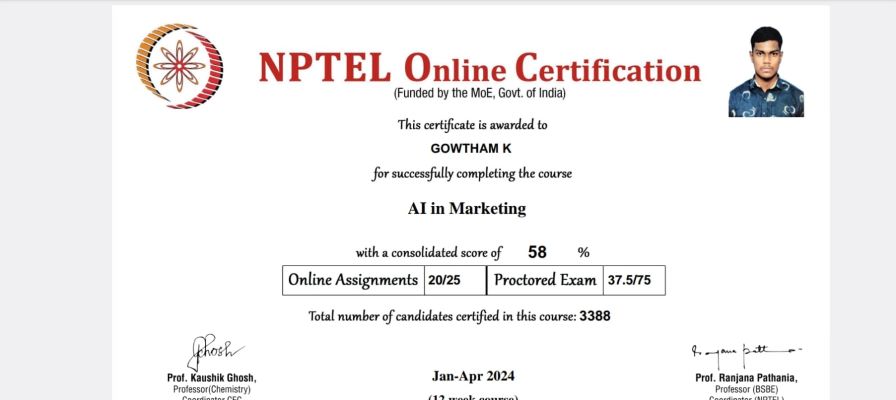 NPTEL Online Certification
(Funded by the MoE, Govt. of India)
This certificate is awarded to
GOWTHAM K
for successfully completing the course
AI in Marketing
with a consolidated score of 58 %
Online Assignments 20/25 Proctored Exam 37.5/75
Total number of candidates certified in this course: 3388
Ghosh
Prof. Kaushik Ghosh,
Professor(Chemistry)
Coordinator CEC
Jan-Apr 2024
(12 week course)
Prof. Ranjana Pathania,
Professor (BSBE)
Coordinator (NPTEL)